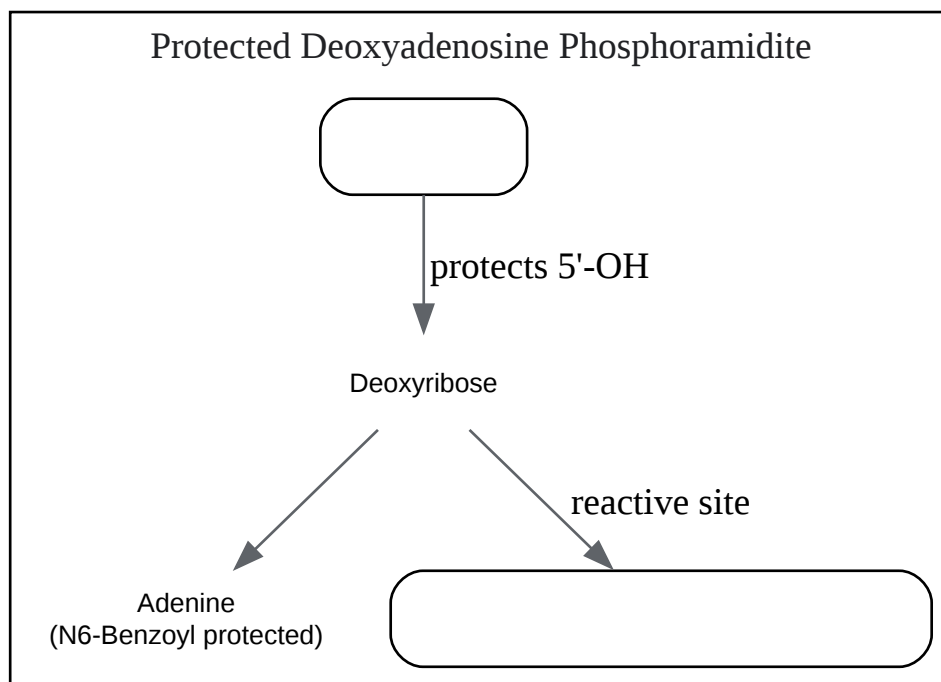 Protected Deoxyadenosine Phosphoramidite
protects 5'-OH
Deoxyribose
reactive site
Adenine
(N6-Benzoyl protected)